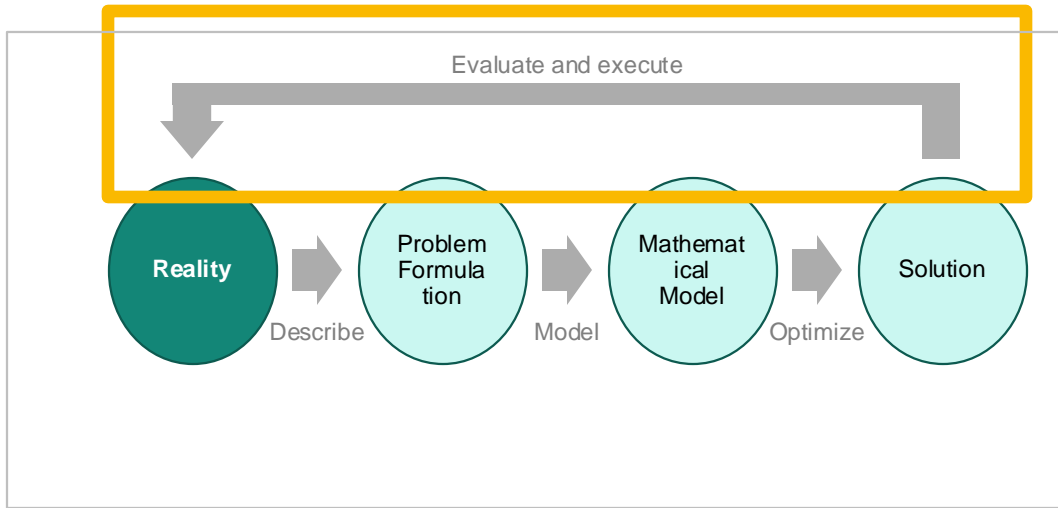 Evaluate and execute
Reality
Problem
Formula
tion
Mathemat
ical
Model
Solution
Describe
Model
Optimize